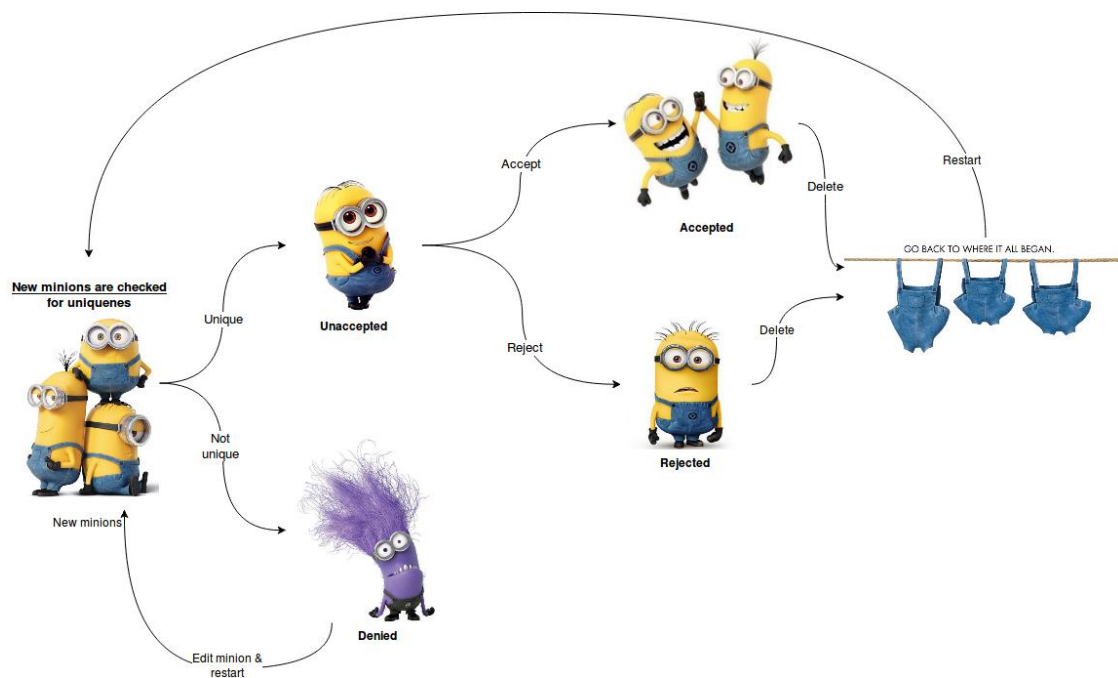 Restart
Accept
Delete
Accepted
GO BACK TO WHERE IT ALL BEGAN.
New minions are checked
for uniquenes
Unique
Unaccepted
Reject
Delete
Not
unique
Rejected
New minions
Denied
Edit minion &
restart